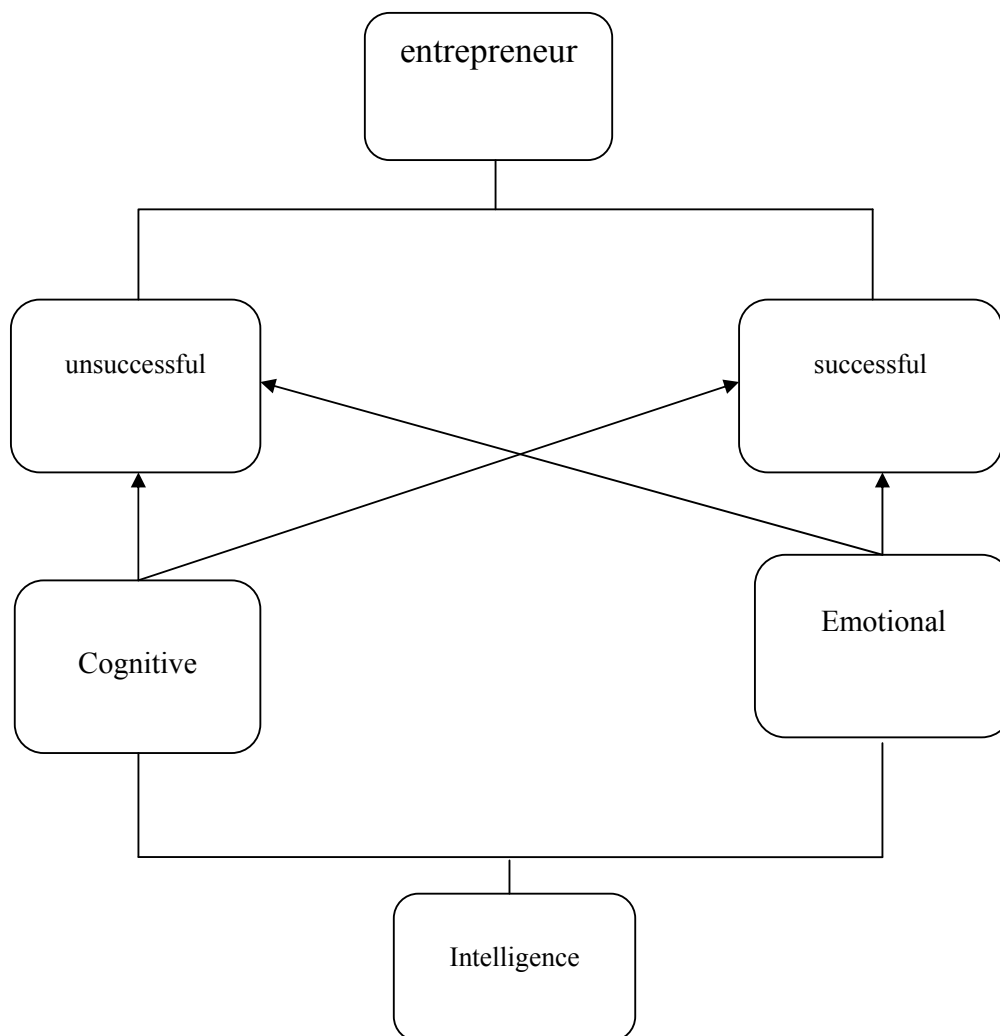 entrepreneur
unsuccessful
successful
Cognitive
Emotional
Intelligence